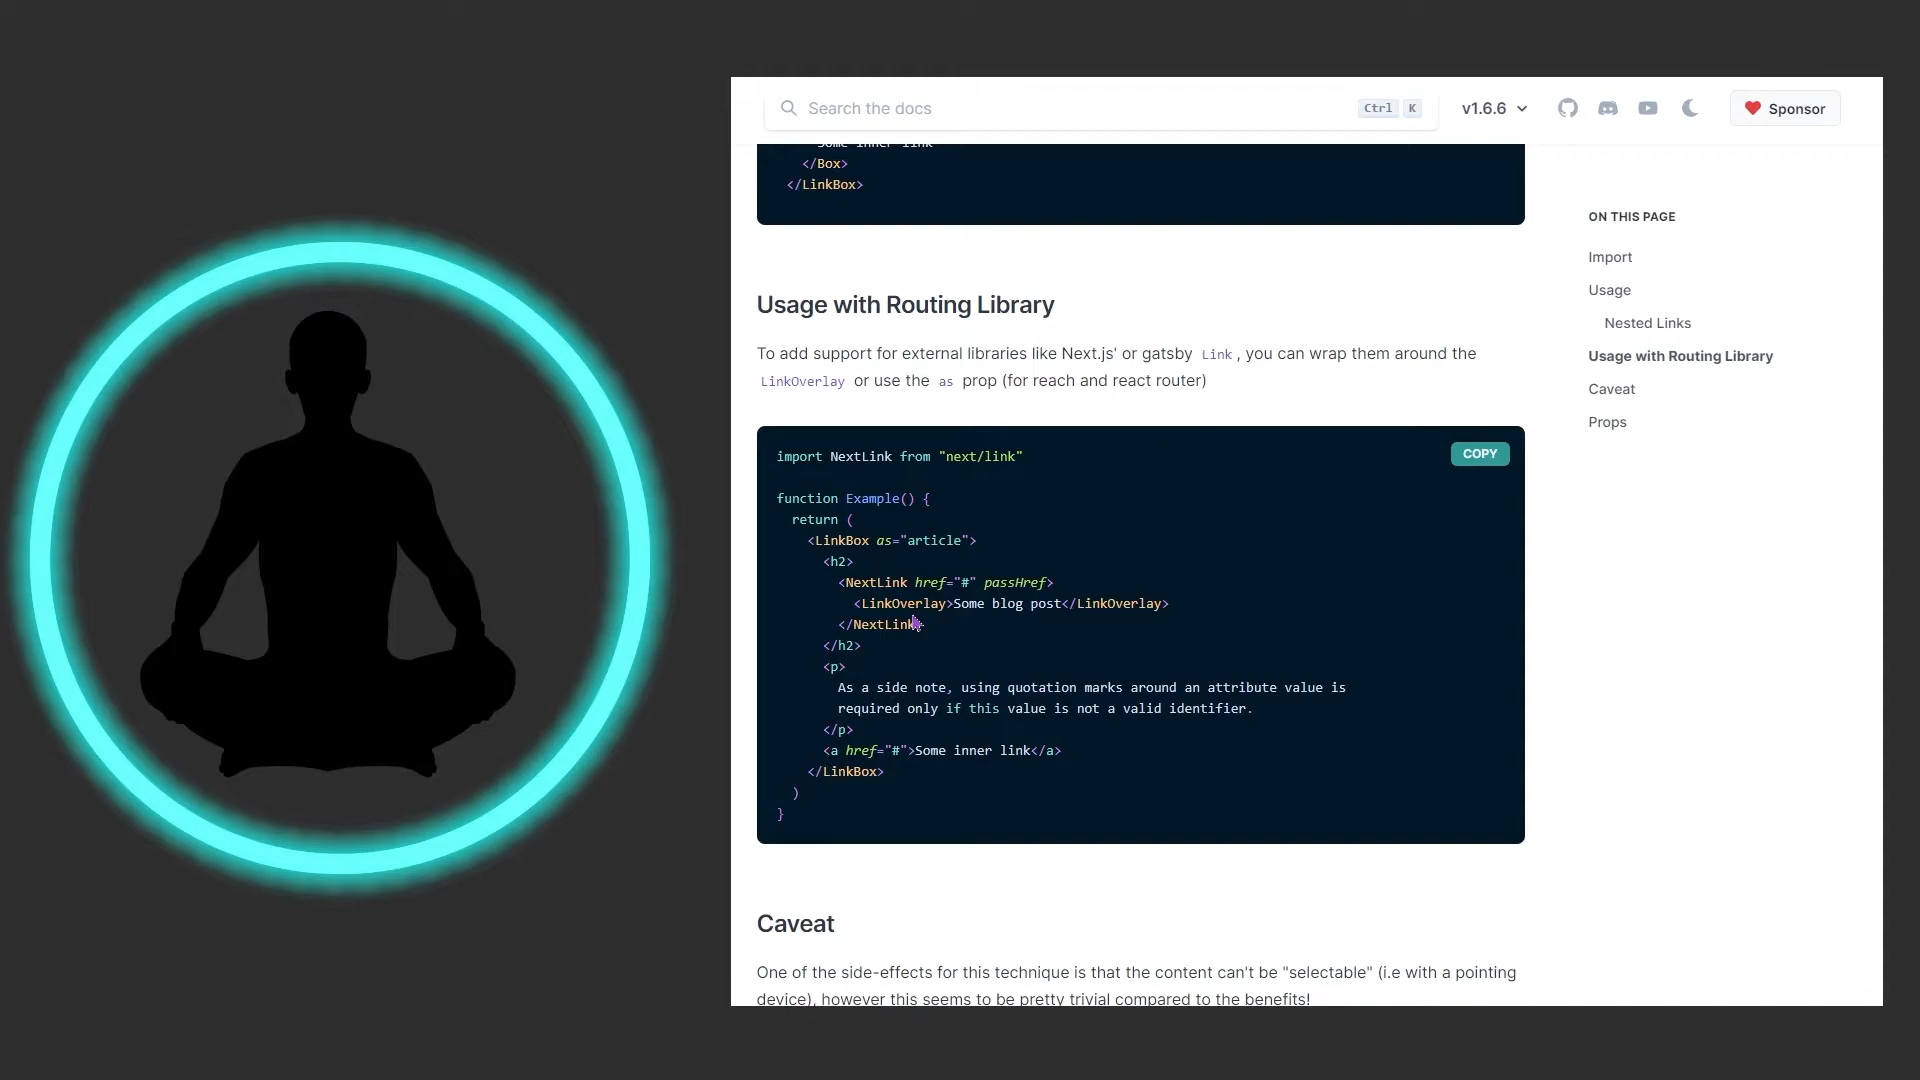 Search the docs
Ctrl K
v1.6.6
Sponsor
Some inner link
</Box>
</LinkBox>
Usage with Routing Library
To add support for external libraries like Next.js' or gatsby Link , you can wrap them around the
LinkOverlay or use the as prop (for reach and react router)
COPY
import NextLink from "next/link"
function Example() {
return (
<LinkBox as="article">
<h2>
<NextLink href="#" passHref>
<LinkOverlay>Some blog post</LinkOverlay>
</NextLink>
</h2>
<p>
As a side note, using quotation marks around an attribute value is
required only if this value is not a valid identifier.
</p>
<a href="#">Some inner link</a>
</LinkBox>
)
}
Caveat
One of the side-effects for this technique is that the content can't be "selectable" (i.e with a pointing
device), however this seems to be pretty trivial compared to the benefits!
ON THIS PAGE
Import
Usage
Nested Links
Usage with Routing Library
Caveat
Props